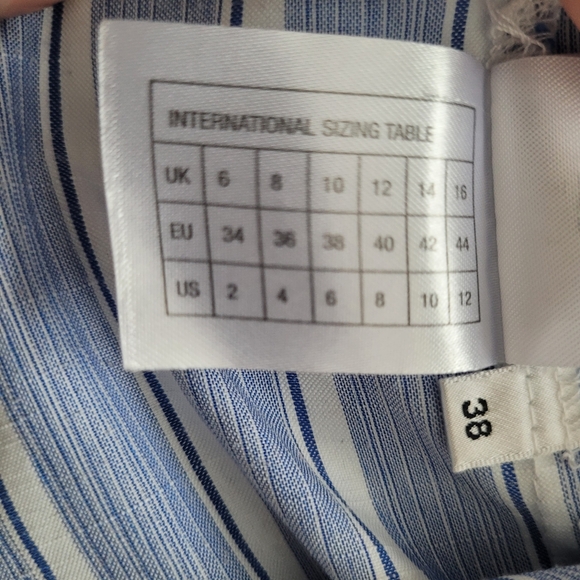 INTERNATIONAL SIZING TABLE
UK 6 8 10 12 14 16
EU 34 36 38 40 42 44
US 2 4 6 8 10 12
38